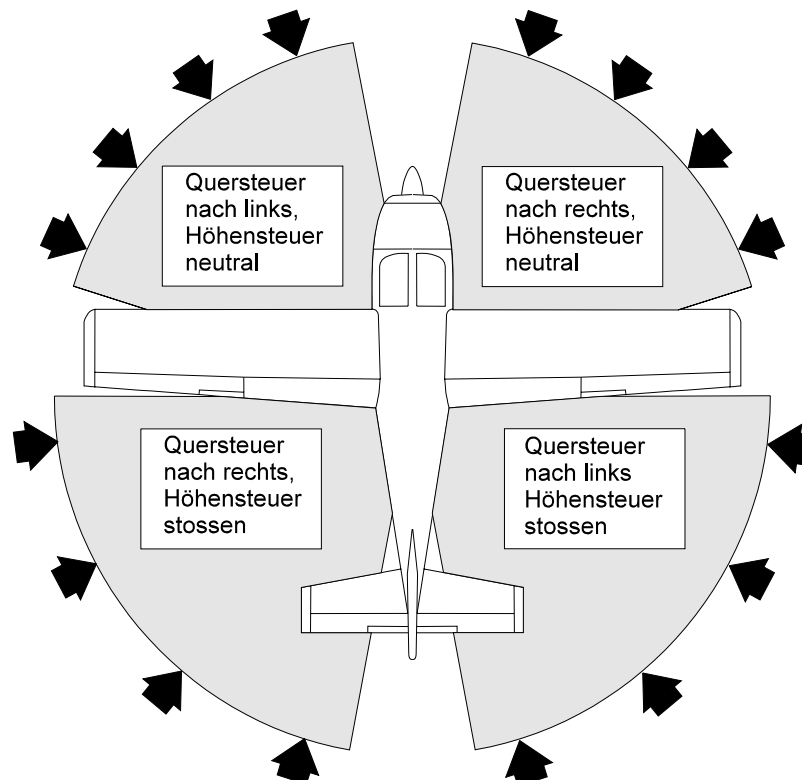 Quersteuer
nach links,
Höhensteuer
neutral
Quersteuer
nach rechts,
Höhensteuer
neutral
Quersteuer
nach rechts,
Höhensteuer
stossen
Quersteuer
nach links
Höhensteuer
stossen